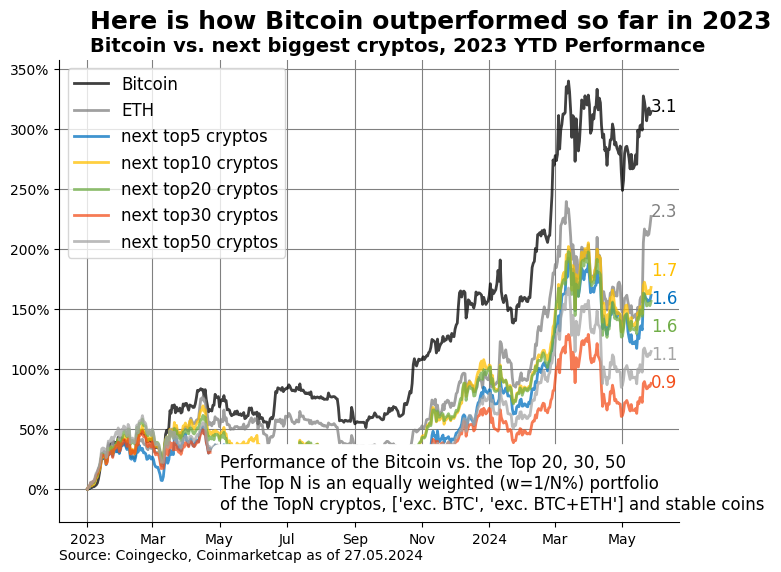 Here is how Bitcoin outperformed so far in 2023
Bitcoin vs. next biggest cryptos, 2023 YTD Performance
350%
300%
250%
200%
150%
100%
50%
0%
Bitcoin
ETH
next top5 cryptos
next top10 cryptos
next top20 cryptos
next top30 cryptos
next top50 cryptos
3.1
2.3
1.7
1.6
1.6
1.1
0.9
Performance of the Bitcoin vs. the Top 20, 30, 50
The Top N is an equally weighted (w=1/N%) portfolio
of the TopN cryptos, ['exc. BTC', 'exc. BTC+ETH'] and stable coins
2023 Mar May Jul Sep Nov 2024 Mar May
Source: Coingecko, Coinmarketcap as of 27.05.2024